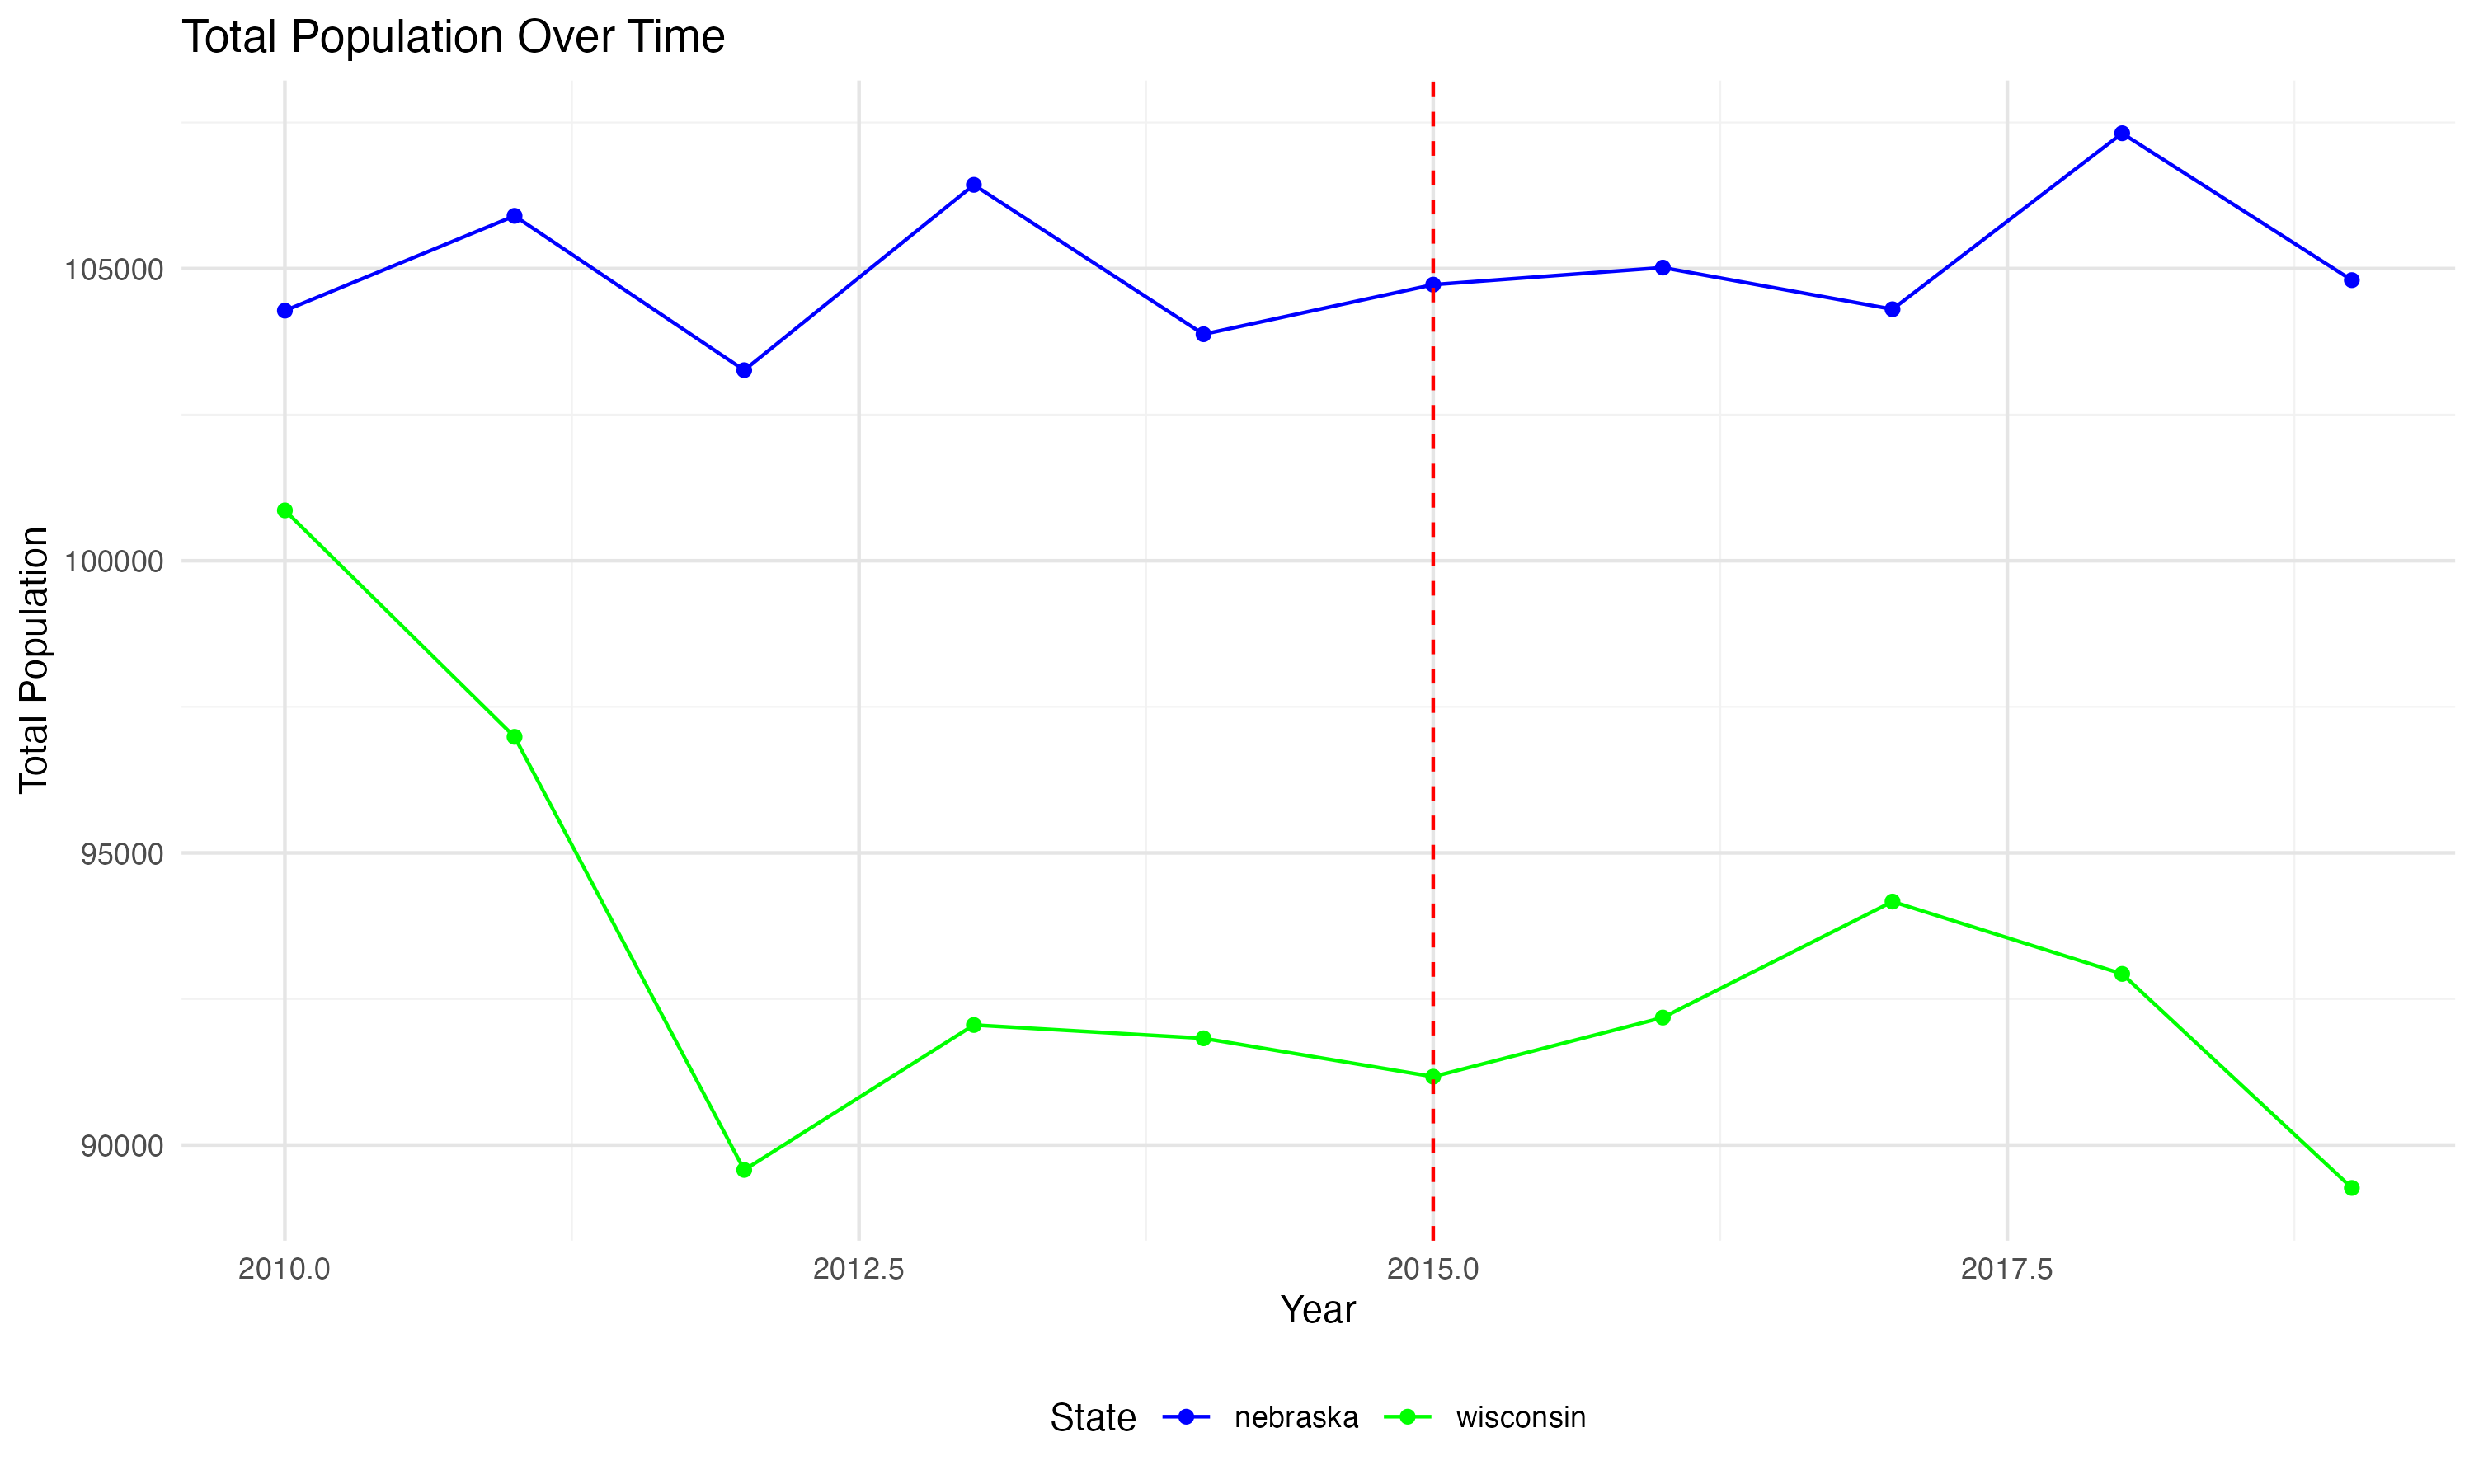 Total Population Over Time
Total Population
105000
100000
95000
90000
2010.0 2012.5 2015.0 2017.5
Year
State nebraska wisconsin